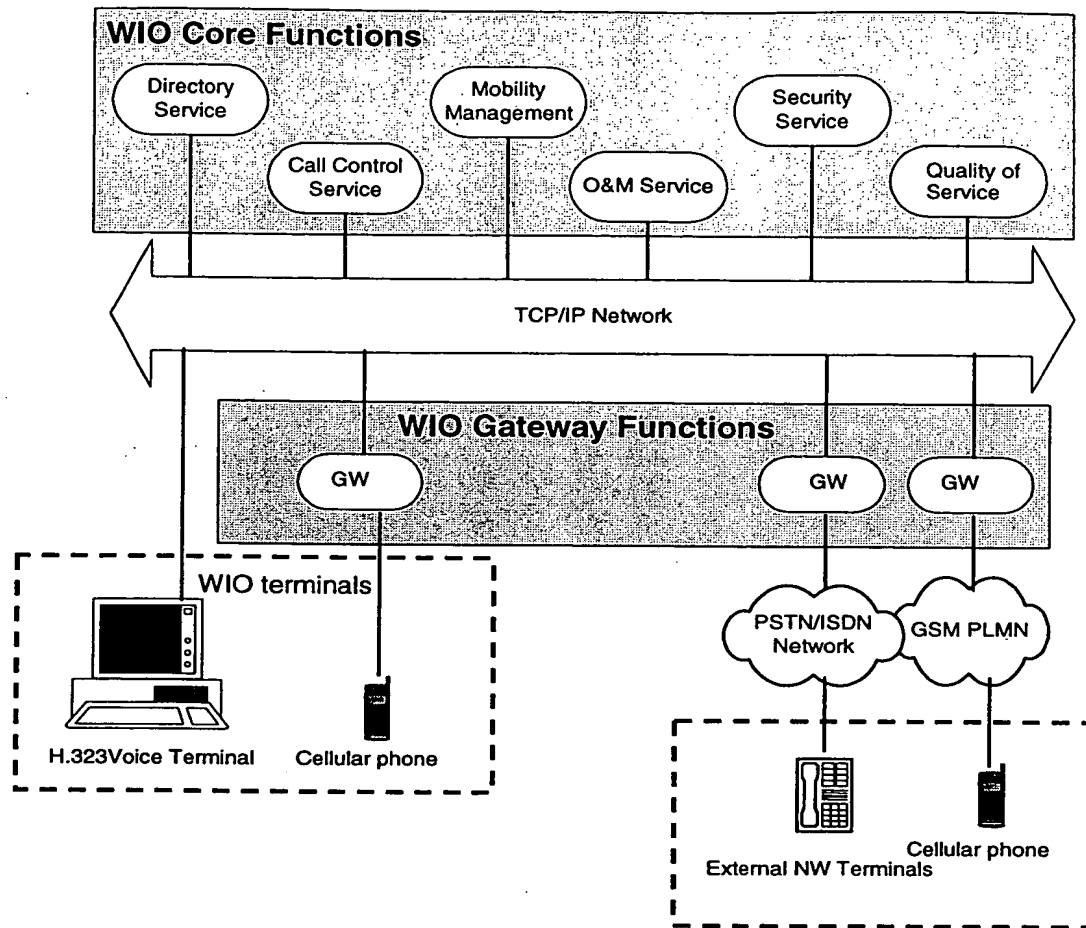 WIO Core Functions
Directory
Service
Mobility
Management
Security
Service
Call Control
Service
O&M Service
Quality of
Service
TCP/IP Network
WIO Gateway Functions
GW
GW
GW
WIO terminals
PSTN/ISDN
Network
GSM PLMN
H.323Voice Terminal
Cellular phone
External NW Terminals
Cellular phone